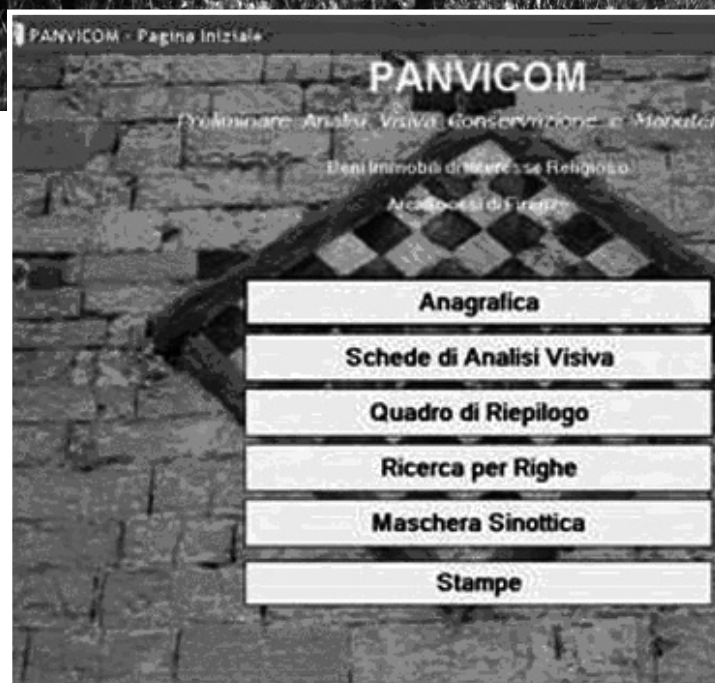 PANVICOM - Pagina Iniziale
PANVICOM
Preliminare Analisi Visiva Conservazione e
Beni Immobili di Interesse Religioso
Arcidiocesi di Firenze
Anagrafica
Schede di Analisi Visiva
Quadro di Riepilogo
Ricerca per Righe
Maschera Sinottica
Stampe